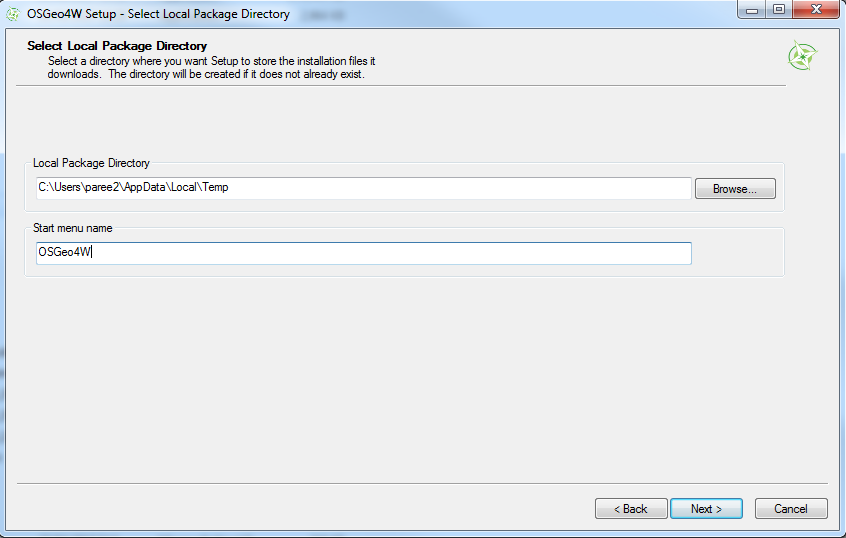 OSGeo4W Setup - Select Local Package Directory
Select Local Package Directory
Select a directory where you want Setup to store the installation files it
downloads.  The directory will be created if it does not already exist.
Local Package Directory
C:\Users\paree2\AppData\Local\Temp
Browse...
Start menu name
OSGeo4W
< Back
Next >
Cancel